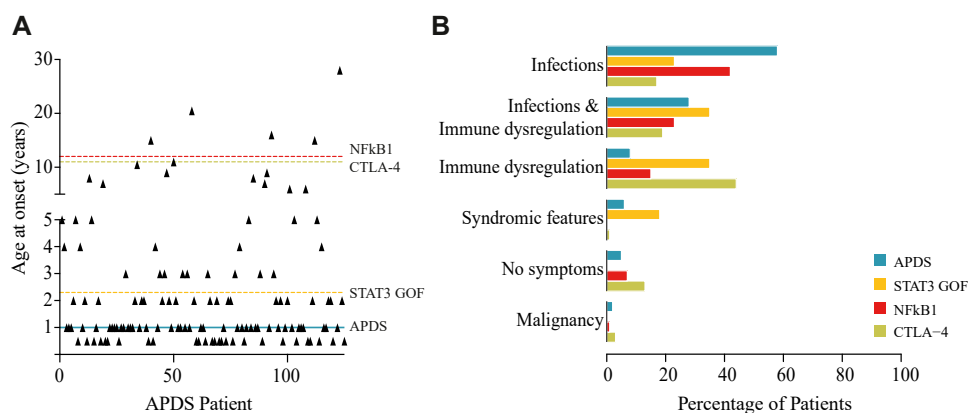 A
Age at onset (years)
30
20
10
5
4
3
2
1
NFkB1
CTLA-4
STAT3 GOF
APDS
0
50
100
APDS Patient
B
Infections
Infections &
Immune dysregulation
Immune dysregulation
Syndromic features
No symptoms
Malignancy
APDS
STAT3 GOF
NFkB1
CTLA−4
0
20
40
60
80
100
Percentage of Patients